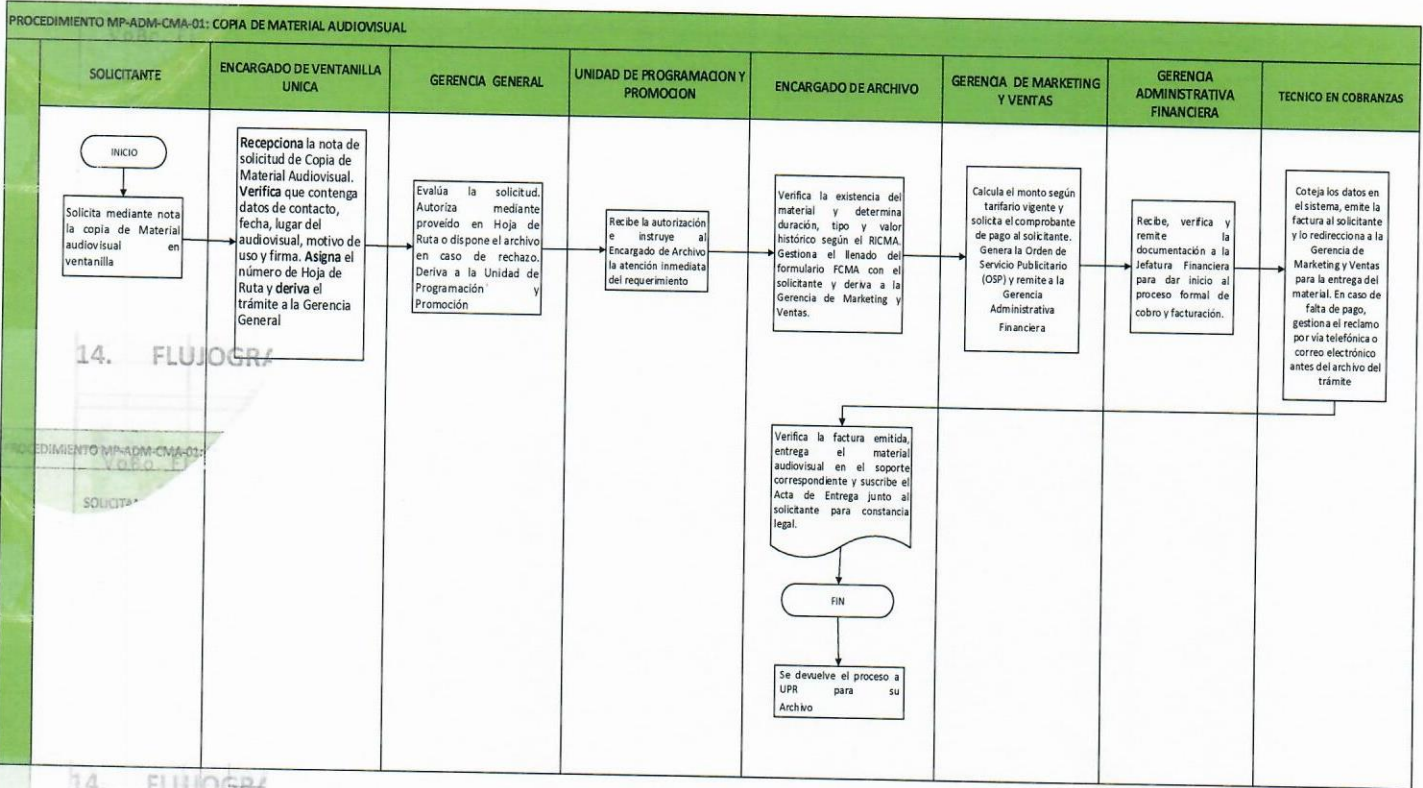 PROCEDIMIENTO MP-ADM-CMA-01: COPIA DE MATERIAL AUDIOVISUAL
SOLICITANTE
ENCARGADO DE VENTANILLA
UNICA
GERENCIA GENERAL
UNIDAD DE PROGRAMACION Y
PROMOCION
ENCARGADO DE ARCHIVO
GERENCIA DE MARKETING
Y VENTAS
GERENCIA
ADMINISTRATIVA
FINANCIERA
TECNICO EN COBRANZAS
INICIO
Solicita mediante nota
la copia de Material
audiovisual en
ventanilla
Recepciona la nota de
solicitud de Copia de
Material Audiovisual.
Verifica que contenga
datos de contacto,
fecha, lugar del
audiovisual, motivo de
uso y firma. Asigna el
número de Hoja de
Ruta y deriva el
trámite a la Gerencia
General
Evalúa la solicitud.
Autoriza mediante
proveído en Hoja de
Ruta o dispone el archivo
en caso de rechazo.
Deriva a la Unidad de
Programación y
Promoción
Recibe la autorización
e instruye al
Encargado de Archivo
la atención inmediata
del requerimiento
Verifica la existencia del
material y determina
duración, tipo y valor
histórico según el RICMA.
Gestiona el llenado del
formulario FCMA con el
solicitante y deriva a la
Gerencia de Marketing y
Ventas.
Calcula el monto según
tarifario vigente y
solicita el comprobante
de pago al solicitante.
Genera la Orden de
Servicio Publicitario
(OSP) y remite a la
Gerencia
Administrativa
Financiera
Recibe, verifica y
remite la
documentación a la
Jefatura Financiera
para dar inicio al
proceso formal de
cobro y facturación.
Coteja los datos en
el sistema, emite la
factura al solicitante
y lo redirecciona a la
Gerencia de
Marketing y Ventas
para la entrega del
material. En caso de
falta de pago,
gestiona el reclamo
por vía telefónica o
correo electrónico
antes del archivo del
trámite
14. FLUJOGRA
PROCEDIMIENTO MP-ADM-CMA-01:
VoBo
SOLICITA
Verifica la factura emitida,
entrega el material
audiovisual en el soporte
correspondiente y suscribe el
Acta de Entrega junto al
solicitante para constancia
legal.
FIN
Se devuelve el proceso a
UPR para su
Archivo
14. FLUJOGRA